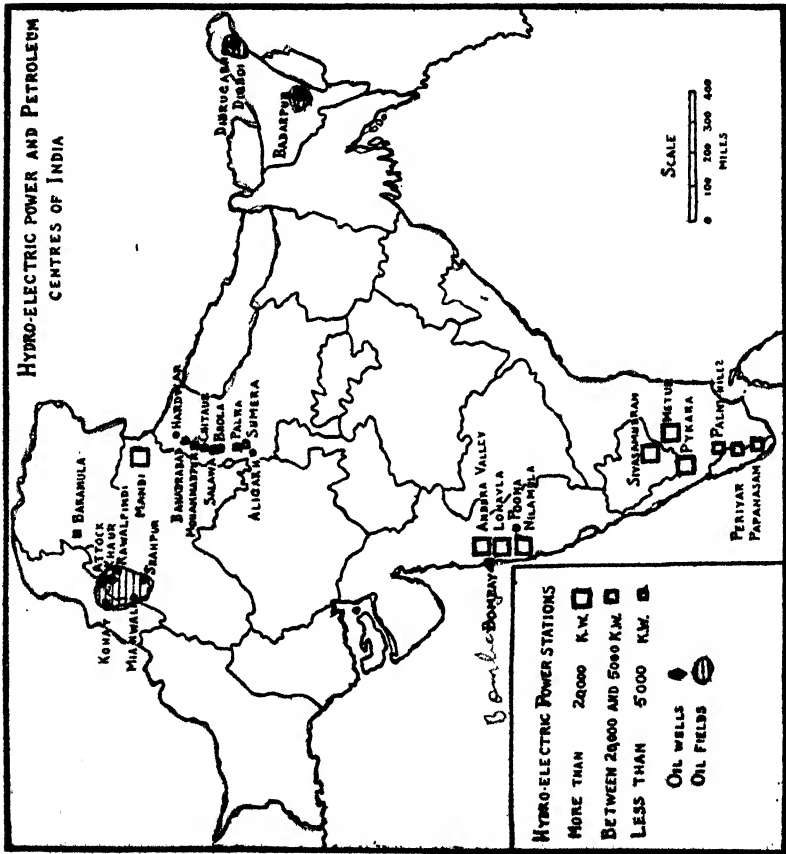 HYDRO-ELECTRIC POWER AND PETROLEUM
CENTRES OF INDIA
BARAMULA
ATTOCK
KHAUR
RAWALPINDI
KOHAT
MIANWALI
SHAHPUR
MANDI
HARDWAR
BAHADRABAD
MOHAMMADPUR
CHITAUR
SALAWA
BHOLA
PALRA
SUMERA
ALIGARH
DIBRUGARH
DIGBOI
BADARPUR
ANDHRA VALLEY
LONAVLA
BOMBAY
POONA
NILAMULA
SIVASAMUDRAM
METUR
PYKARA
PALNI HILLS
PERIYAR
PAPANASAM
SCALE
0 100 200 300 400
MILES
HYDRO-ELECTRIC POWER STATIONS
MORE THAN 20,000 K.W.
BETWEEN 20,000 AND 5000 K.W.
LESS THAN 5000 K.W.
OIL WELLS
OIL FIELDS